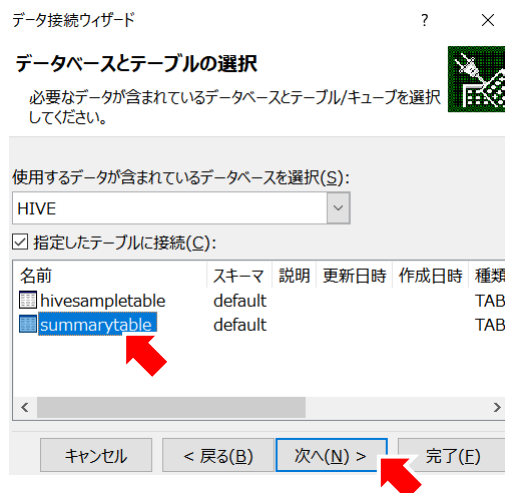 データ接続ウィザード ?
データベースとテーブルの選択
必要なデータが含まれているデータベースとテーブル/キューブを選択
してください。
使用するデータが含まれているデータベースを選択(S):
HIVE
指定したテーブルに接続(C):
名前 スキーマ 説明 更新日時 作成日時 種類
hivesampletable default TAB
summarytable default TAB
キャンセル < 戻る(B) 次へ(N) > 完了(F)